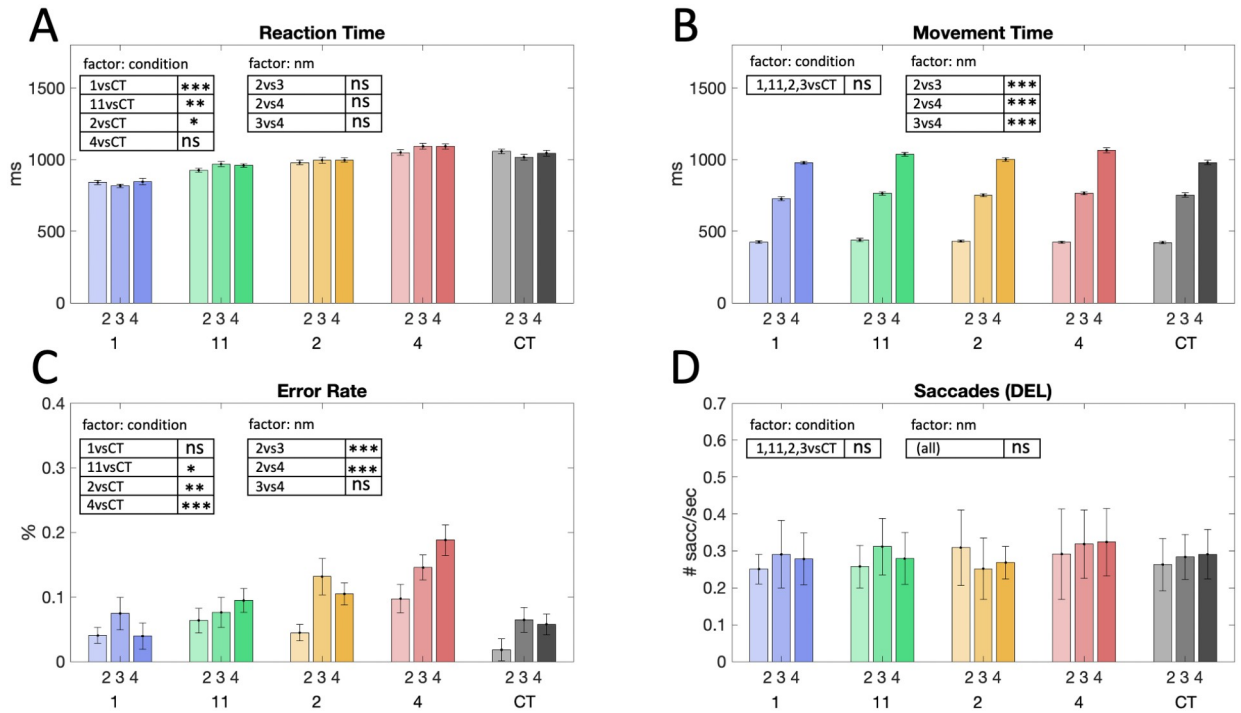 A
Reaction Time
factor: condition
factor: nm
1vsCT ***
11vsCT **
2vsCT *
4vsCT ns
2vs3 ns
2vs4 ns
3vs4 ns
1500
1000
500
0
ms
2 3 4 2 3 4 2 3 4 2 3 4 2 3 4
1 11 2 4 CT
B
Movement Time
factor: condition
factor: nm
1,11,2,3vsCT ns
2vs3 ***
2vs4 ***
3vs4 ***
1500
1000
500
0
ms
2 3 4 2 3 4 2 3 4 2 3 4 2 3 4
1 11 2 4 CT
C
Error Rate
factor: condition
factor: nm
1vsCT ns
11vsCT *
2vsCT **
4vsCT ***
2vs3 ***
2vs4 ***
3vs4 ns
0.4
0.3
0.2
0.1
0
%
2 3 4 2 3 4 2 3 4 2 3 4 2 3 4
1 11 2 4 CT
D
Saccades (DEL)
factor: condition
factor: nm
1,11,2,3vsCT ns
(all) ns
0.7
0.6
0.5
0.4
0.3
0.2
0.1
0
# sacc/sec
2 3 4 2 3 4 2 3 4 2 3 4 2 3 4
1 11 2 4 CT